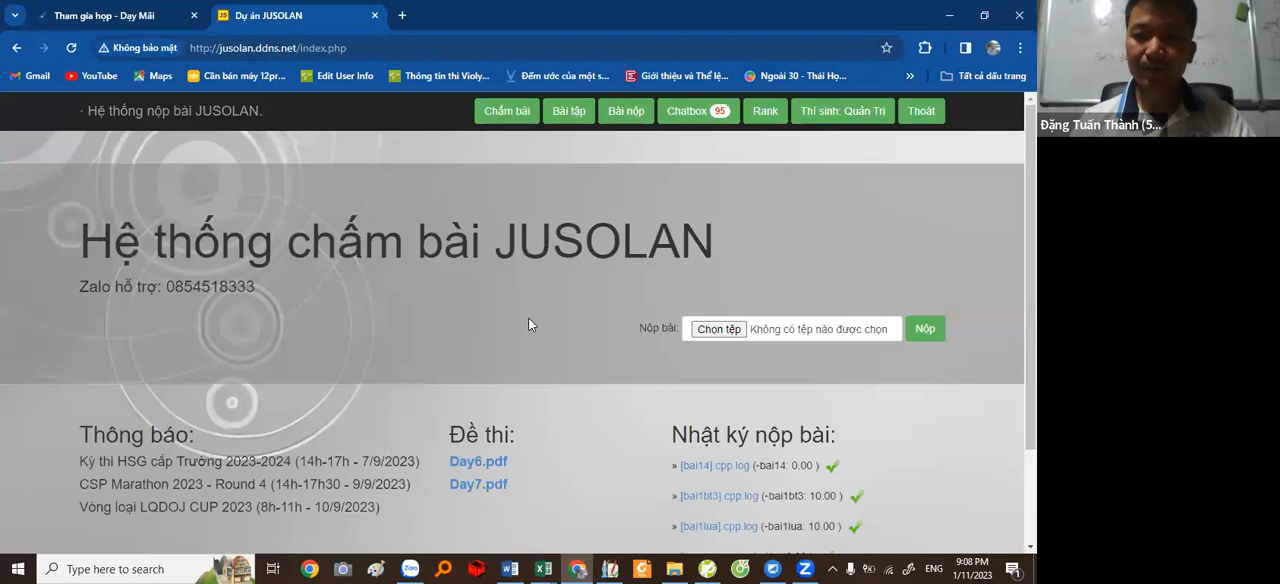 Tham gia họp - Dạy Mãi
Dự án JUSOLAN
Không bảo mật
http://jusolan.ddns.net/index.php
Gmail
YouTube
Maps
Căn bán máy 12pr...
Edit User Info
Thông tin thi Violy...
Đếm ước của một s...
Giới thiệu và Thể lệ...
Ngoài 30 - Thái Họ...
Tất cả dấu trang
· Hệ thống nộp bài JUSOLAN.
Chấm bài
Bài tập
Bài nộp
Chatbox 95
Rank
Thí sinh: Quản Trị
Thoát
Đặng Tuấn Thành (5...
Hệ thống chấm bài JUSOLAN
Zalo hỗ trợ: 0854518333
Nộp bài:
Chọn tệp Không có tệp nào được chọn
Nộp
Thông báo:
Kỳ thi HSG cấp Trường 2023-2024 (14h-17h - 7/9/2023)
CSP Marathon 2023 - Round 4 (14h-17h30 - 9/9/2023)
Vòng loại LQDOJ CUP 2023 (8h-11h - 10/9/2023)
Đề thi:
Day6.pdf
Day7.pdf
Nhật ký nộp bài:
» [bai14].cpp.log (-bai14: 0.00 )
» [bai1bt3].cpp.log (-bai1bt3: 10.00 )
» [bai1lua].cpp.log (-bai1lua: 10.00 )
Type here to search
ENG
9:08 PM
1/11/2023